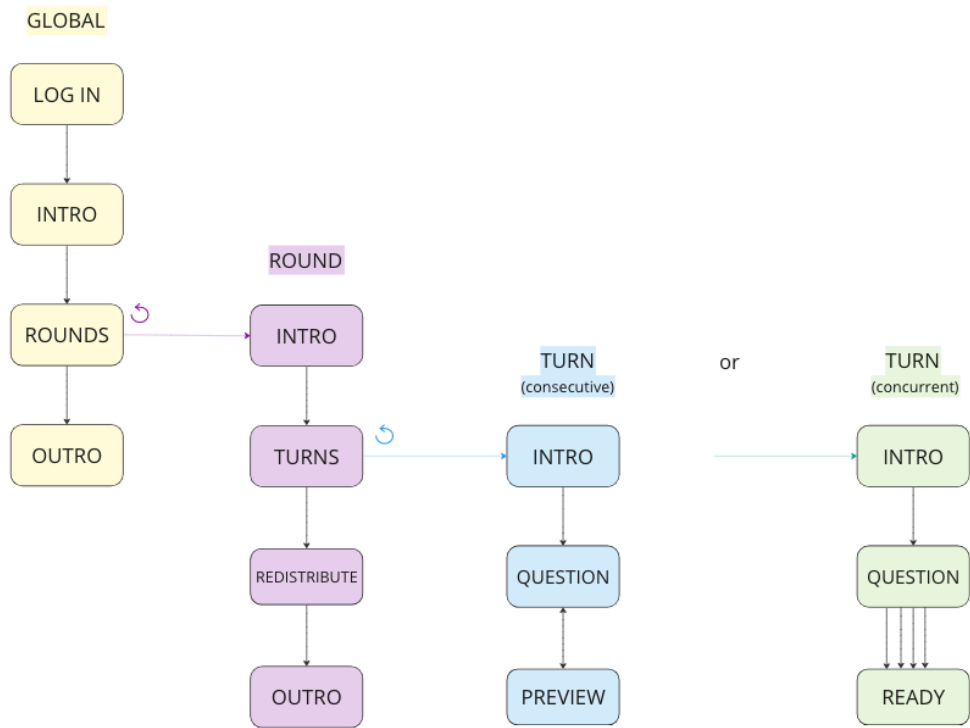 GLOBAL
LOG IN
INTRO
ROUNDS
OUTRO
ROUND
INTRO
TURNS
REDISTRIBUTE
OUTRO
TURN
(consecutive)
INTRO
QUESTION
PREVIEW
or
TURN
(concurrent)
INTRO
QUESTION
READY